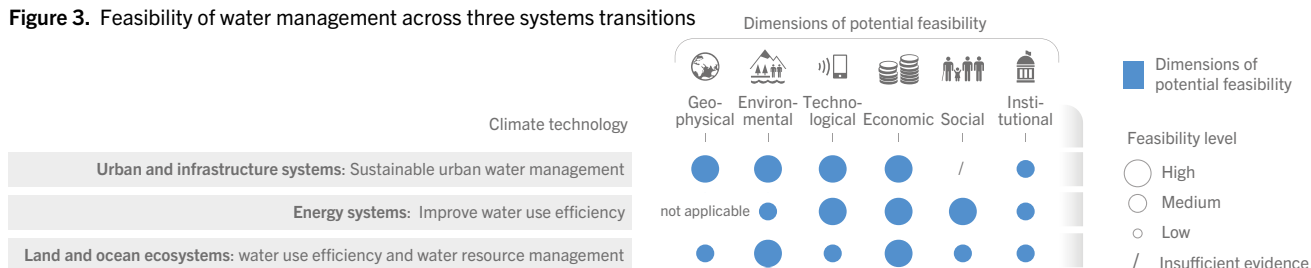 Figure 3. Feasibility of water management across three systems transitions
Dimensions of potential feasibility
Geo-
physical
Environ-
mental
Techno-
logical
Economic
Social
Insti-
tutional
Climate technology
Urban and infrastructure systems: Sustainable urban water management
/
Energy systems: Improve water use efficiency
not applicable
Land and ocean ecosystems: water use efficiency and water resource management
Dimensions of
potential feasibility
Feasibility level
High
Medium
Low
/ Insufficient evidence